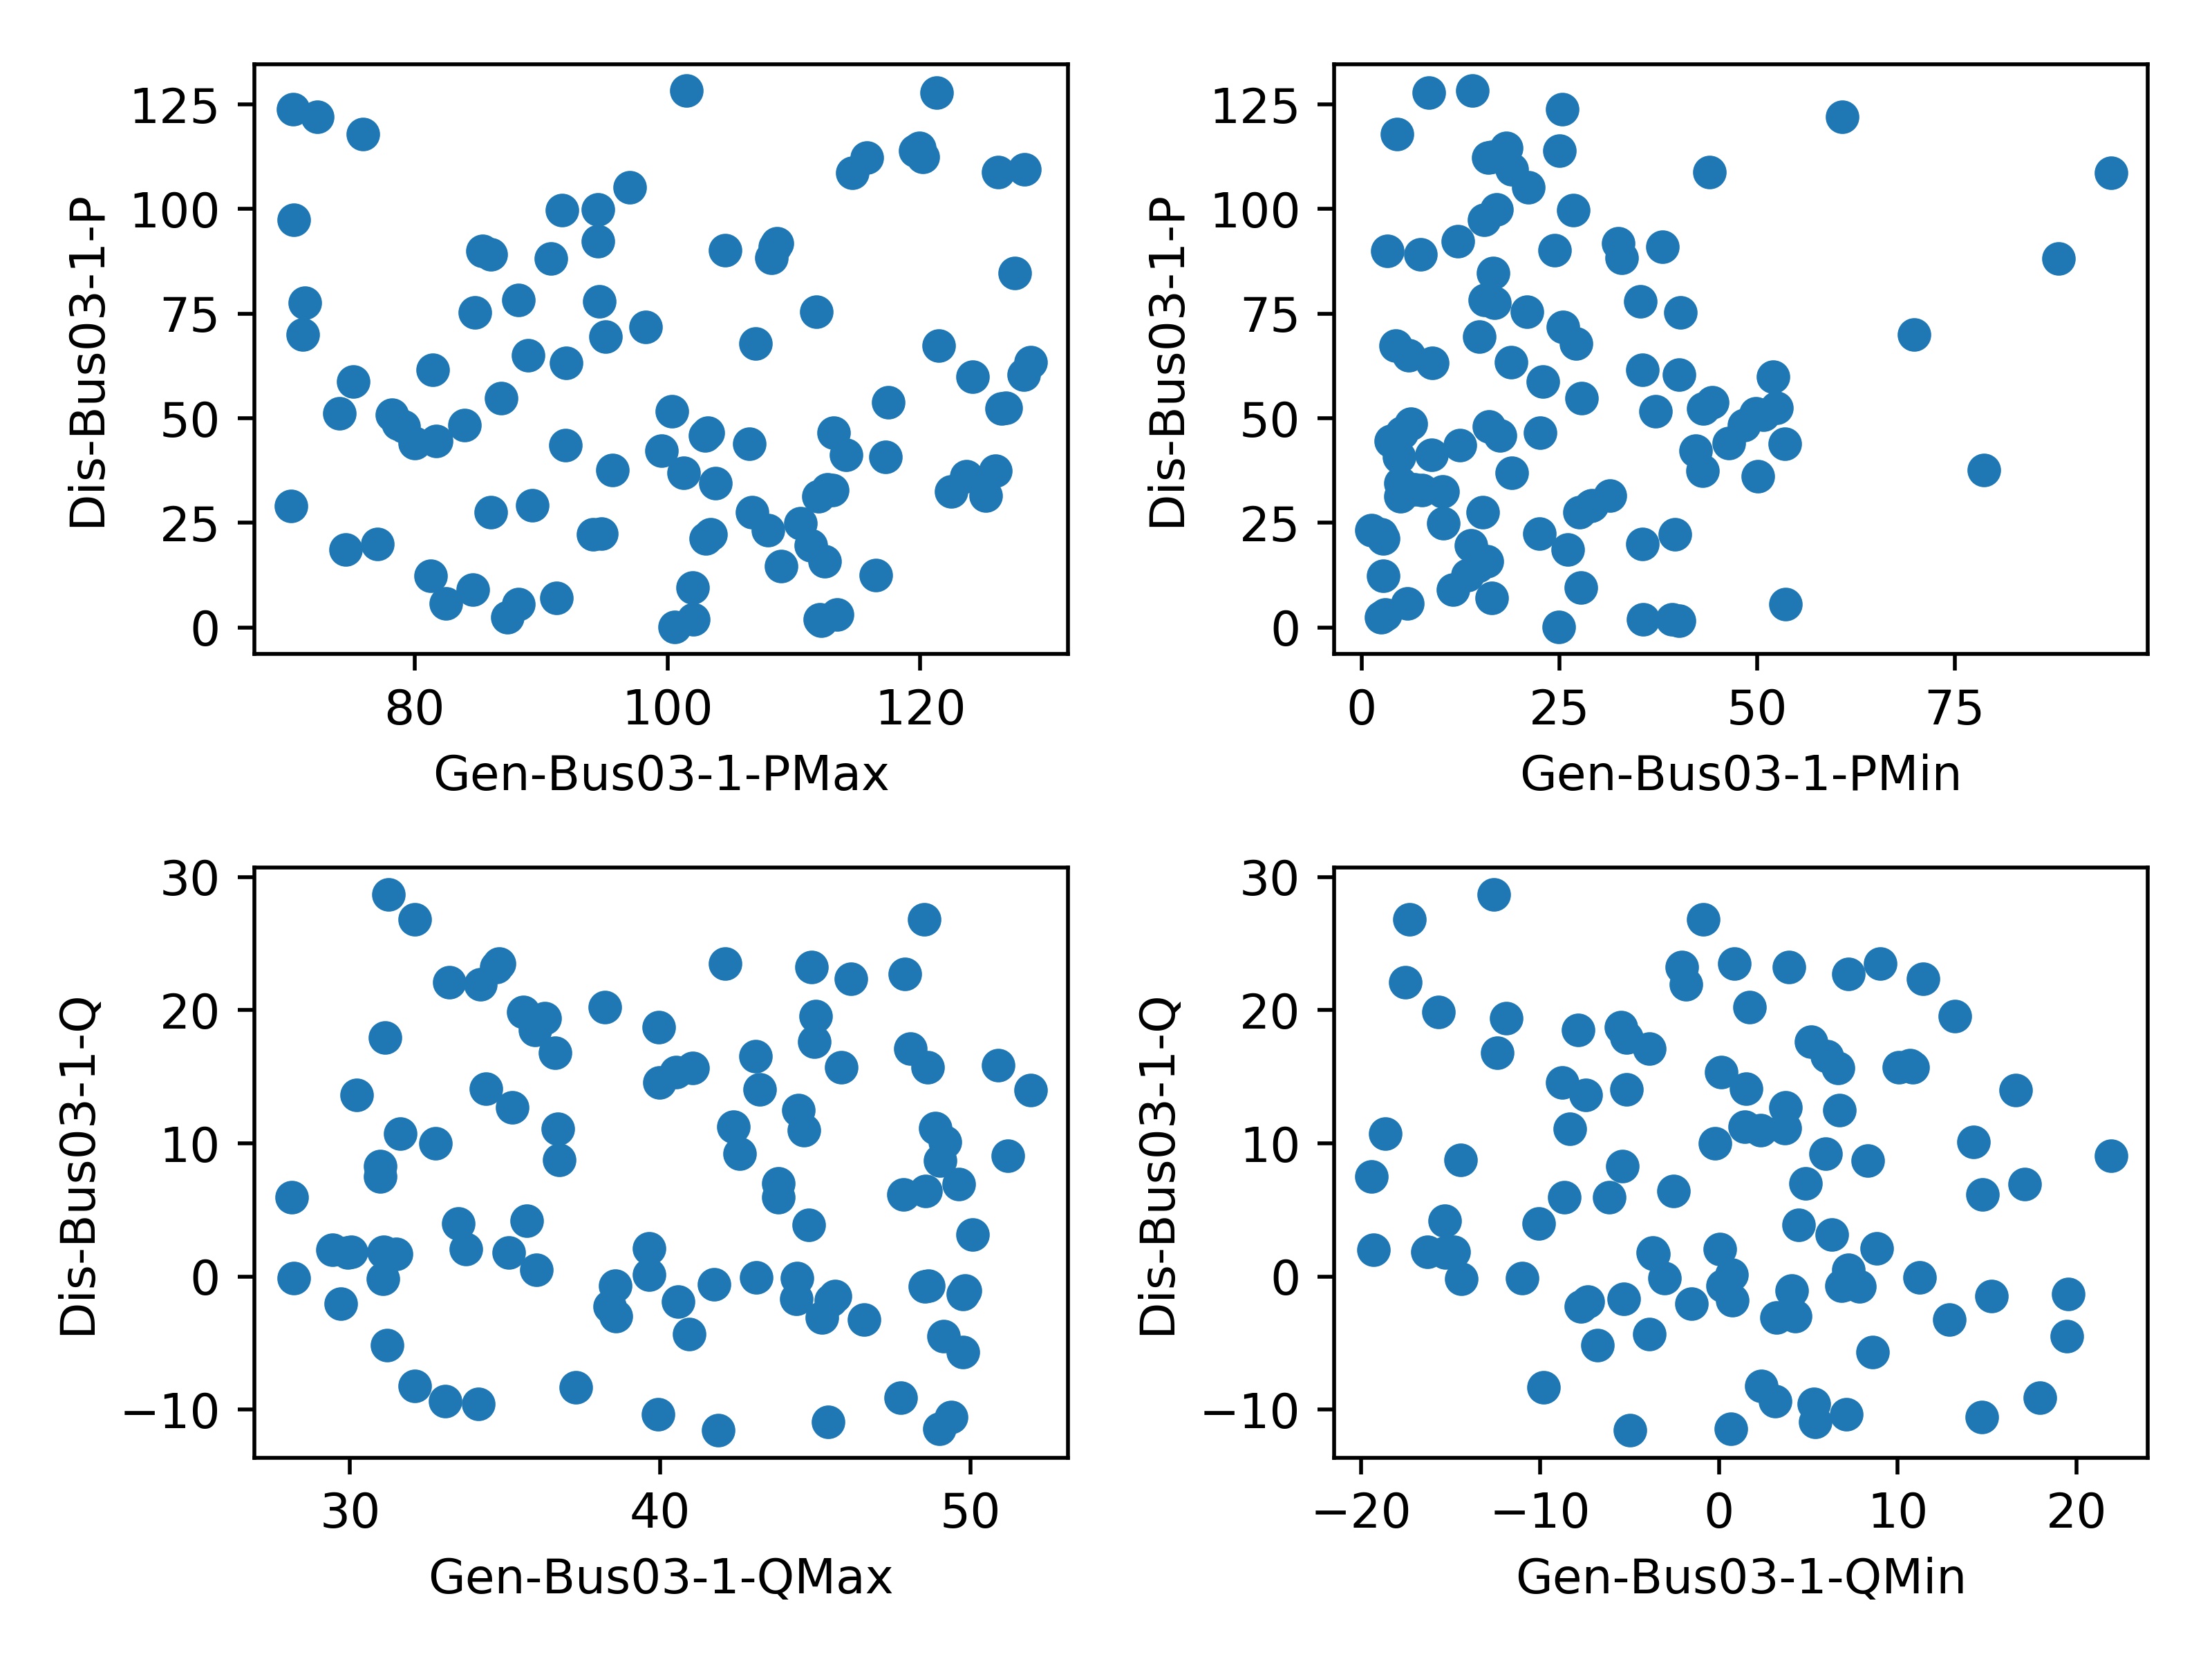 125
100
75
50
25
0
Dis-Bus03-1-P
80 100 120
Gen-Bus03-1-PMax
125
100
75
50
25
0
Dis-Bus03-1-P
0 25 50 75
Gen-Bus03-1-PMin
30
20
10
0
−10
Dis-Bus03-1-Q
30 40 50
Gen-Bus03-1-QMax
30
20
10
0
−10
Dis-Bus03-1-Q
−20 −10 0 10 20
Gen-Bus03-1-QMin